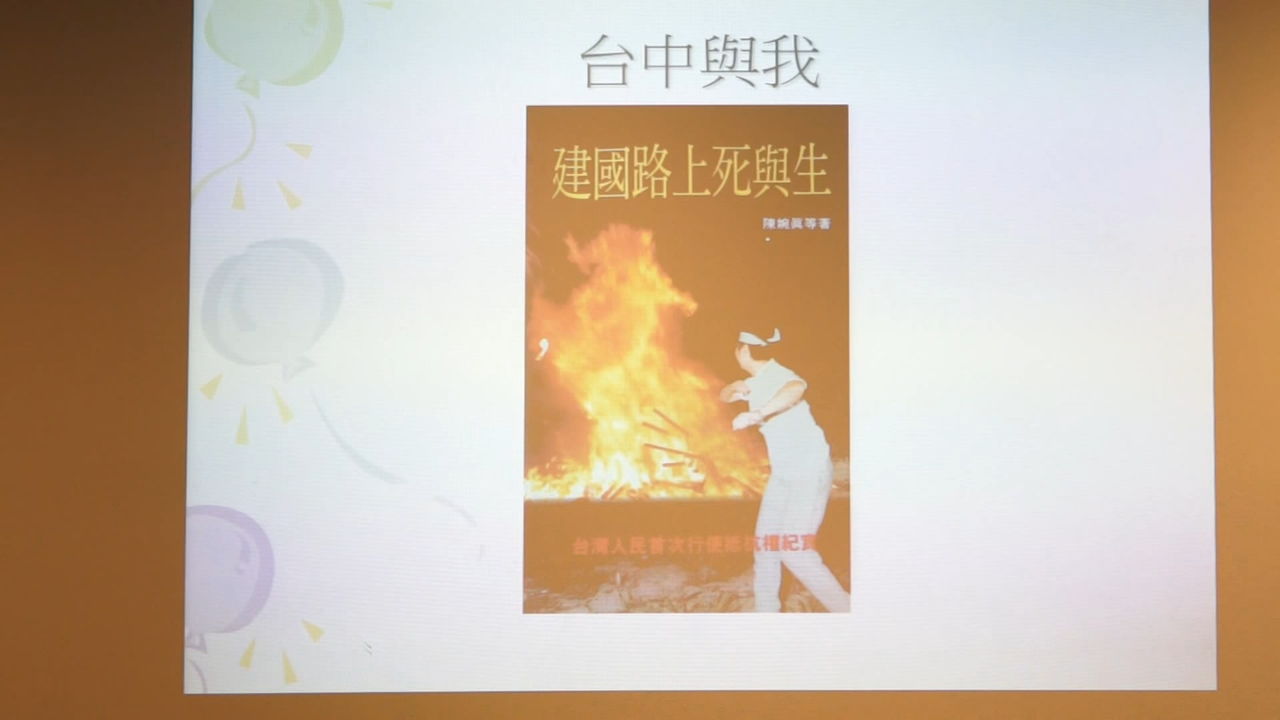 台中與我
建國路上死與生
陳婉真等著
台灣人民首次行使抵抗權紀實